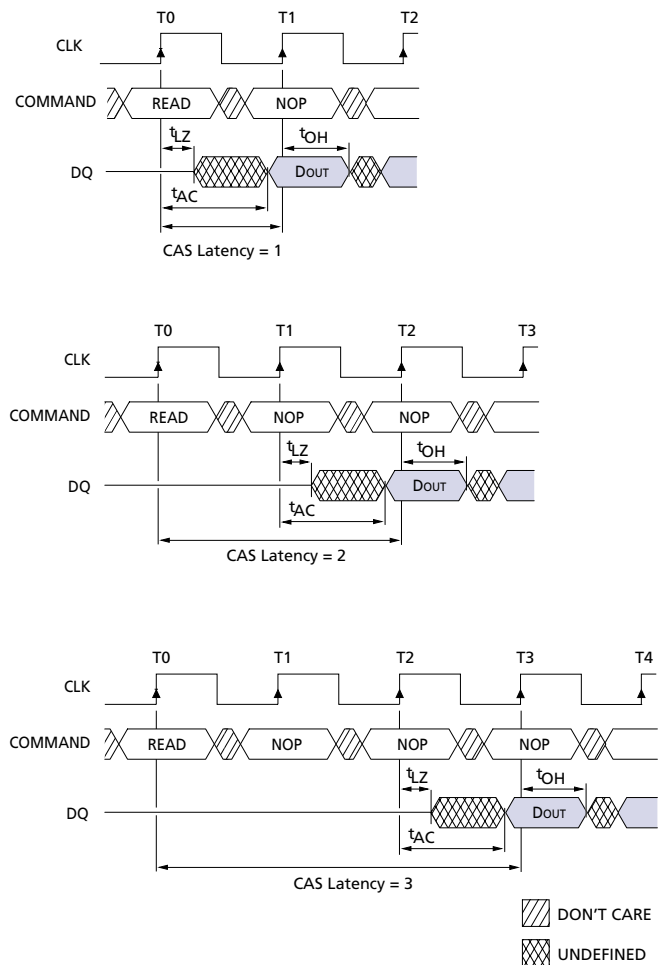 T0 T1 T2
CLK
COMMAND READ NOP
tLZ tOH
DQ DOUT
tAC
CAS Latency = 1
T0 T1 T2 T3
CLK
COMMAND READ NOP NOP
tLZ tOH
DQ DOUT
tAC
CAS Latency = 2
T0 T1 T2 T3 T4
CLK
COMMAND READ NOP NOP NOP
tLZ tOH
DQ DOUT
tAC
CAS Latency = 3
DON'T CARE
UNDEFINED